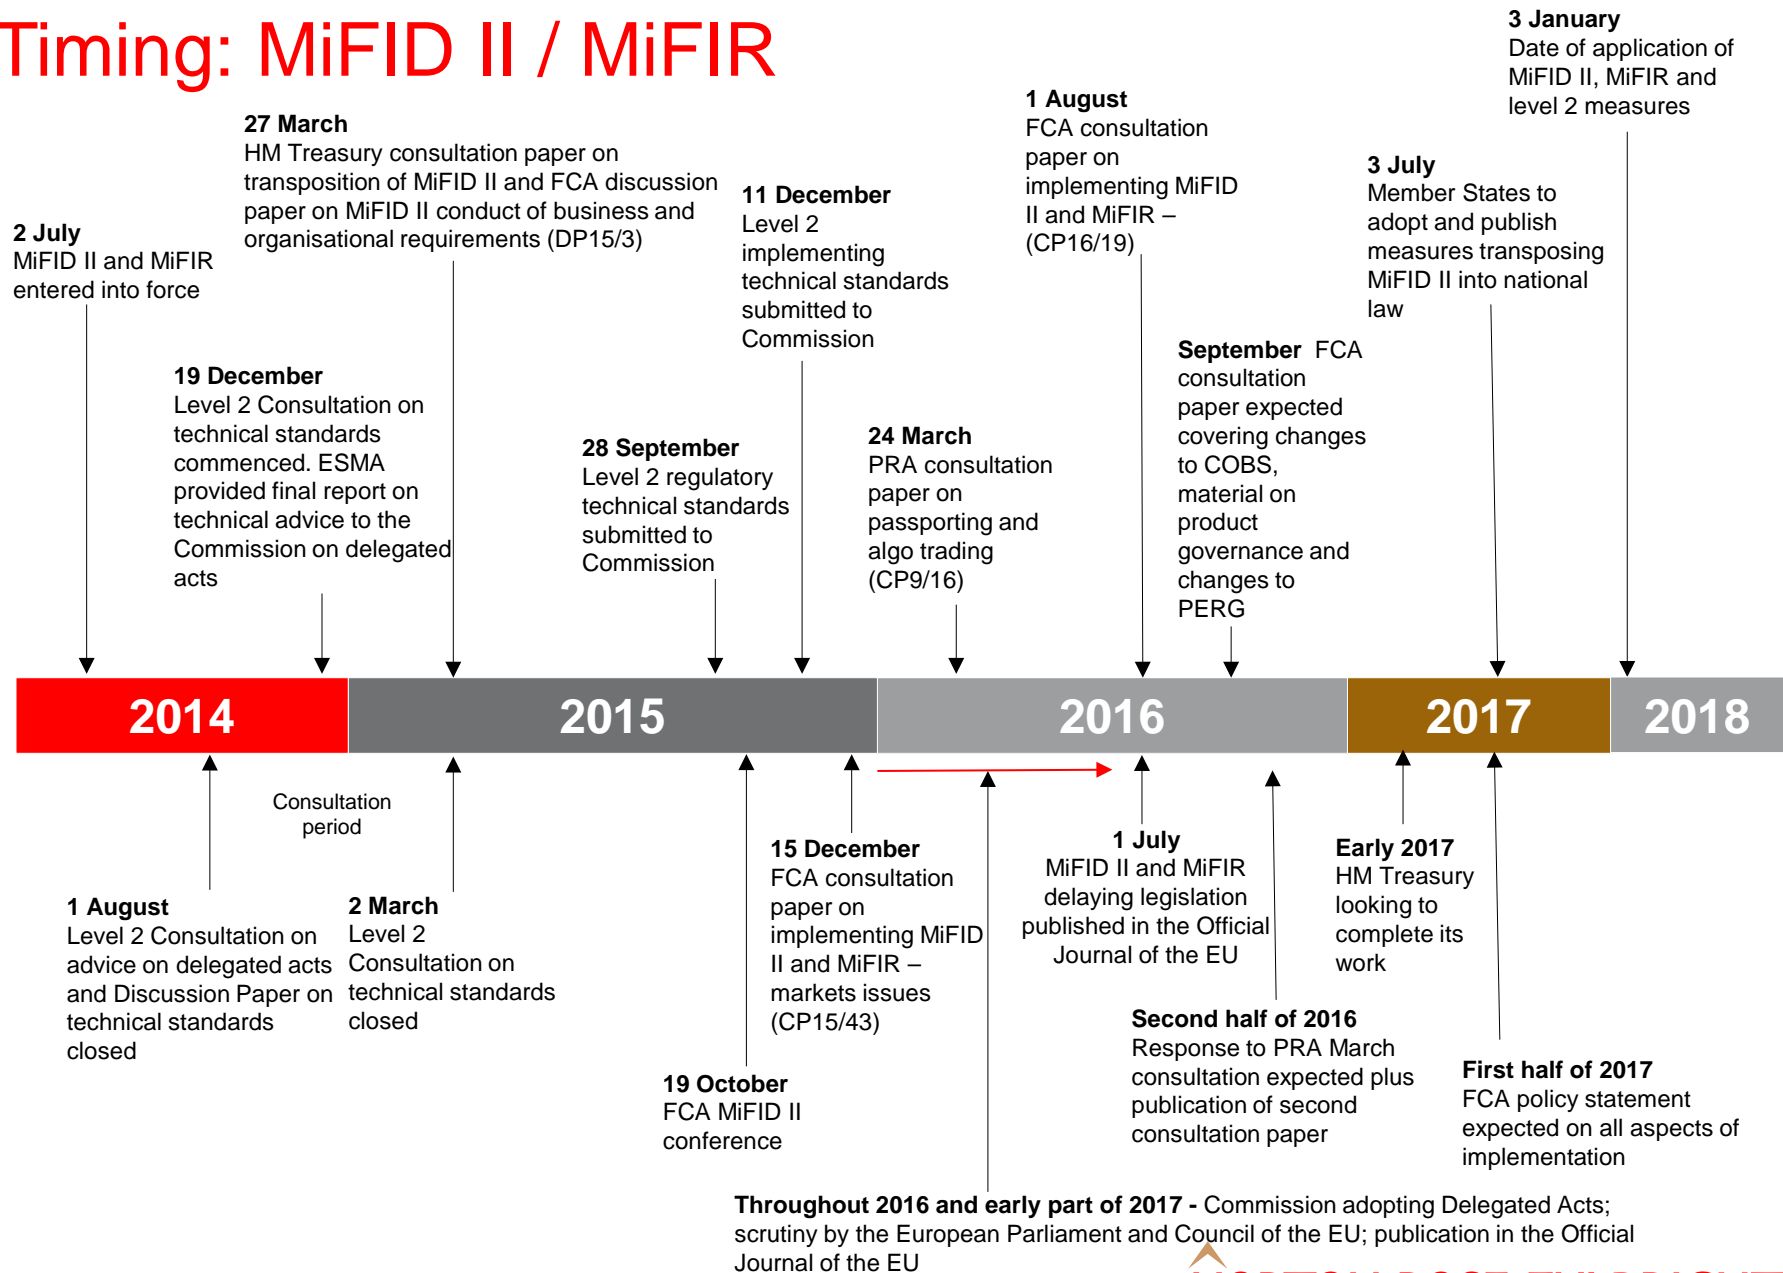 Timing: MiFID II / MiFIR
3 January
Date of application of
MiFID II, MiFIR and
level 2 measures
27 March
HM Treasury consultation paper on
transposition of MiFID II and FCA discussion
paper on MiFID II conduct of business and
organisational requirements (DP15/3)
1 August
FCA consultation
paper on
implementing MiFID
II and MiFIR –
(CP16/19)
3 July
Member States to
adopt and publish
measures transposing
MiFID II into national
law
11 December
Level 2
implementing
technical standards
submitted to
Commission
2 July
MiFID II and MiFIR
entered into force
September FCA
consultation
paper expected
covering changes
to COBS,
material on
product
governance and
changes to
PERG
19 December
Level 2 Consultation on
technical standards
commenced. ESMA
provided final report on
technical advice to the
Commission on delegated
acts
28 September
Level 2 regulatory
technical standards
submitted to
Commission
24 March
PRA consultation
paper on
passporting and
algo trading
(CP9/16)
2014
2015
2016
2017
2018
Consultation
period
1 August
Level 2 Consultation on
advice on delegated acts
and Discussion Paper on
technical standards
closed
2 March
Level 2
Consultation on
technical standards
closed
15 December
FCA consultation
paper on
implementing MiFID
II and MiFIR –
markets issues
(CP15/43)
1 July
MiFID II and MiFIR
delaying legislation
published in the Official
Journal of the EU
Early 2017
HM Treasury
looking to
complete its
work
19 October
FCA MiFID II
conference
Second half of 2016
Response to PRA March
consultation expected plus
publication of second
consultation paper
First half of 2017
FCA policy statement
expected on all aspects of
implementation
Throughout 2016 and early part of 2017 - Commission adopting Delegated Acts;
scrutiny by the European Parliament and Council of the EU; publication in the Official
Journal of the EU